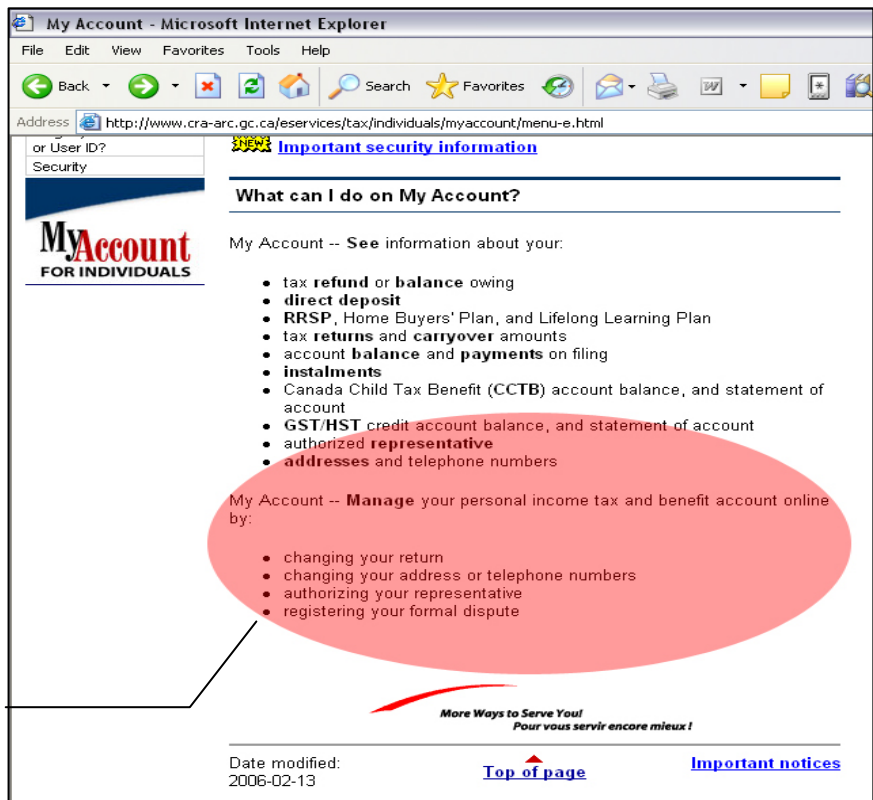 My Account - Microsoft Internet Explorer
File Edit View Favorites Tools Help
Back Search Favorites
Address http://www.cra-arc.gc.ca/eservices/tax/individuals/myaccount/menu-e.html
or User ID?
Security
NEW! Important security information
What can I do on My Account?
MyAccount
FOR INDIVIDUALS
My Account -- See information about your:
• tax refund or balance owing
• direct deposit
• RRSP, Home Buyers' Plan, and Lifelong Learning Plan
• tax returns and carryover amounts
• account balance and payments on filing
• instalments
• Canada Child Tax Benefit (CCTB) account balance, and statement of
account
• GST/HST credit account balance, and statement of account
• authorized representative
• addresses and telephone numbers
My Account -- Manage your personal income tax and benefit account online
by:
• changing your return
• changing your address or telephone numbers
• authorizing your representative
• registering your formal dispute
More Ways to Serve You!
Pour vous servir encore mieux !
Date modified:
2006-02-13
Top of page
Important notices